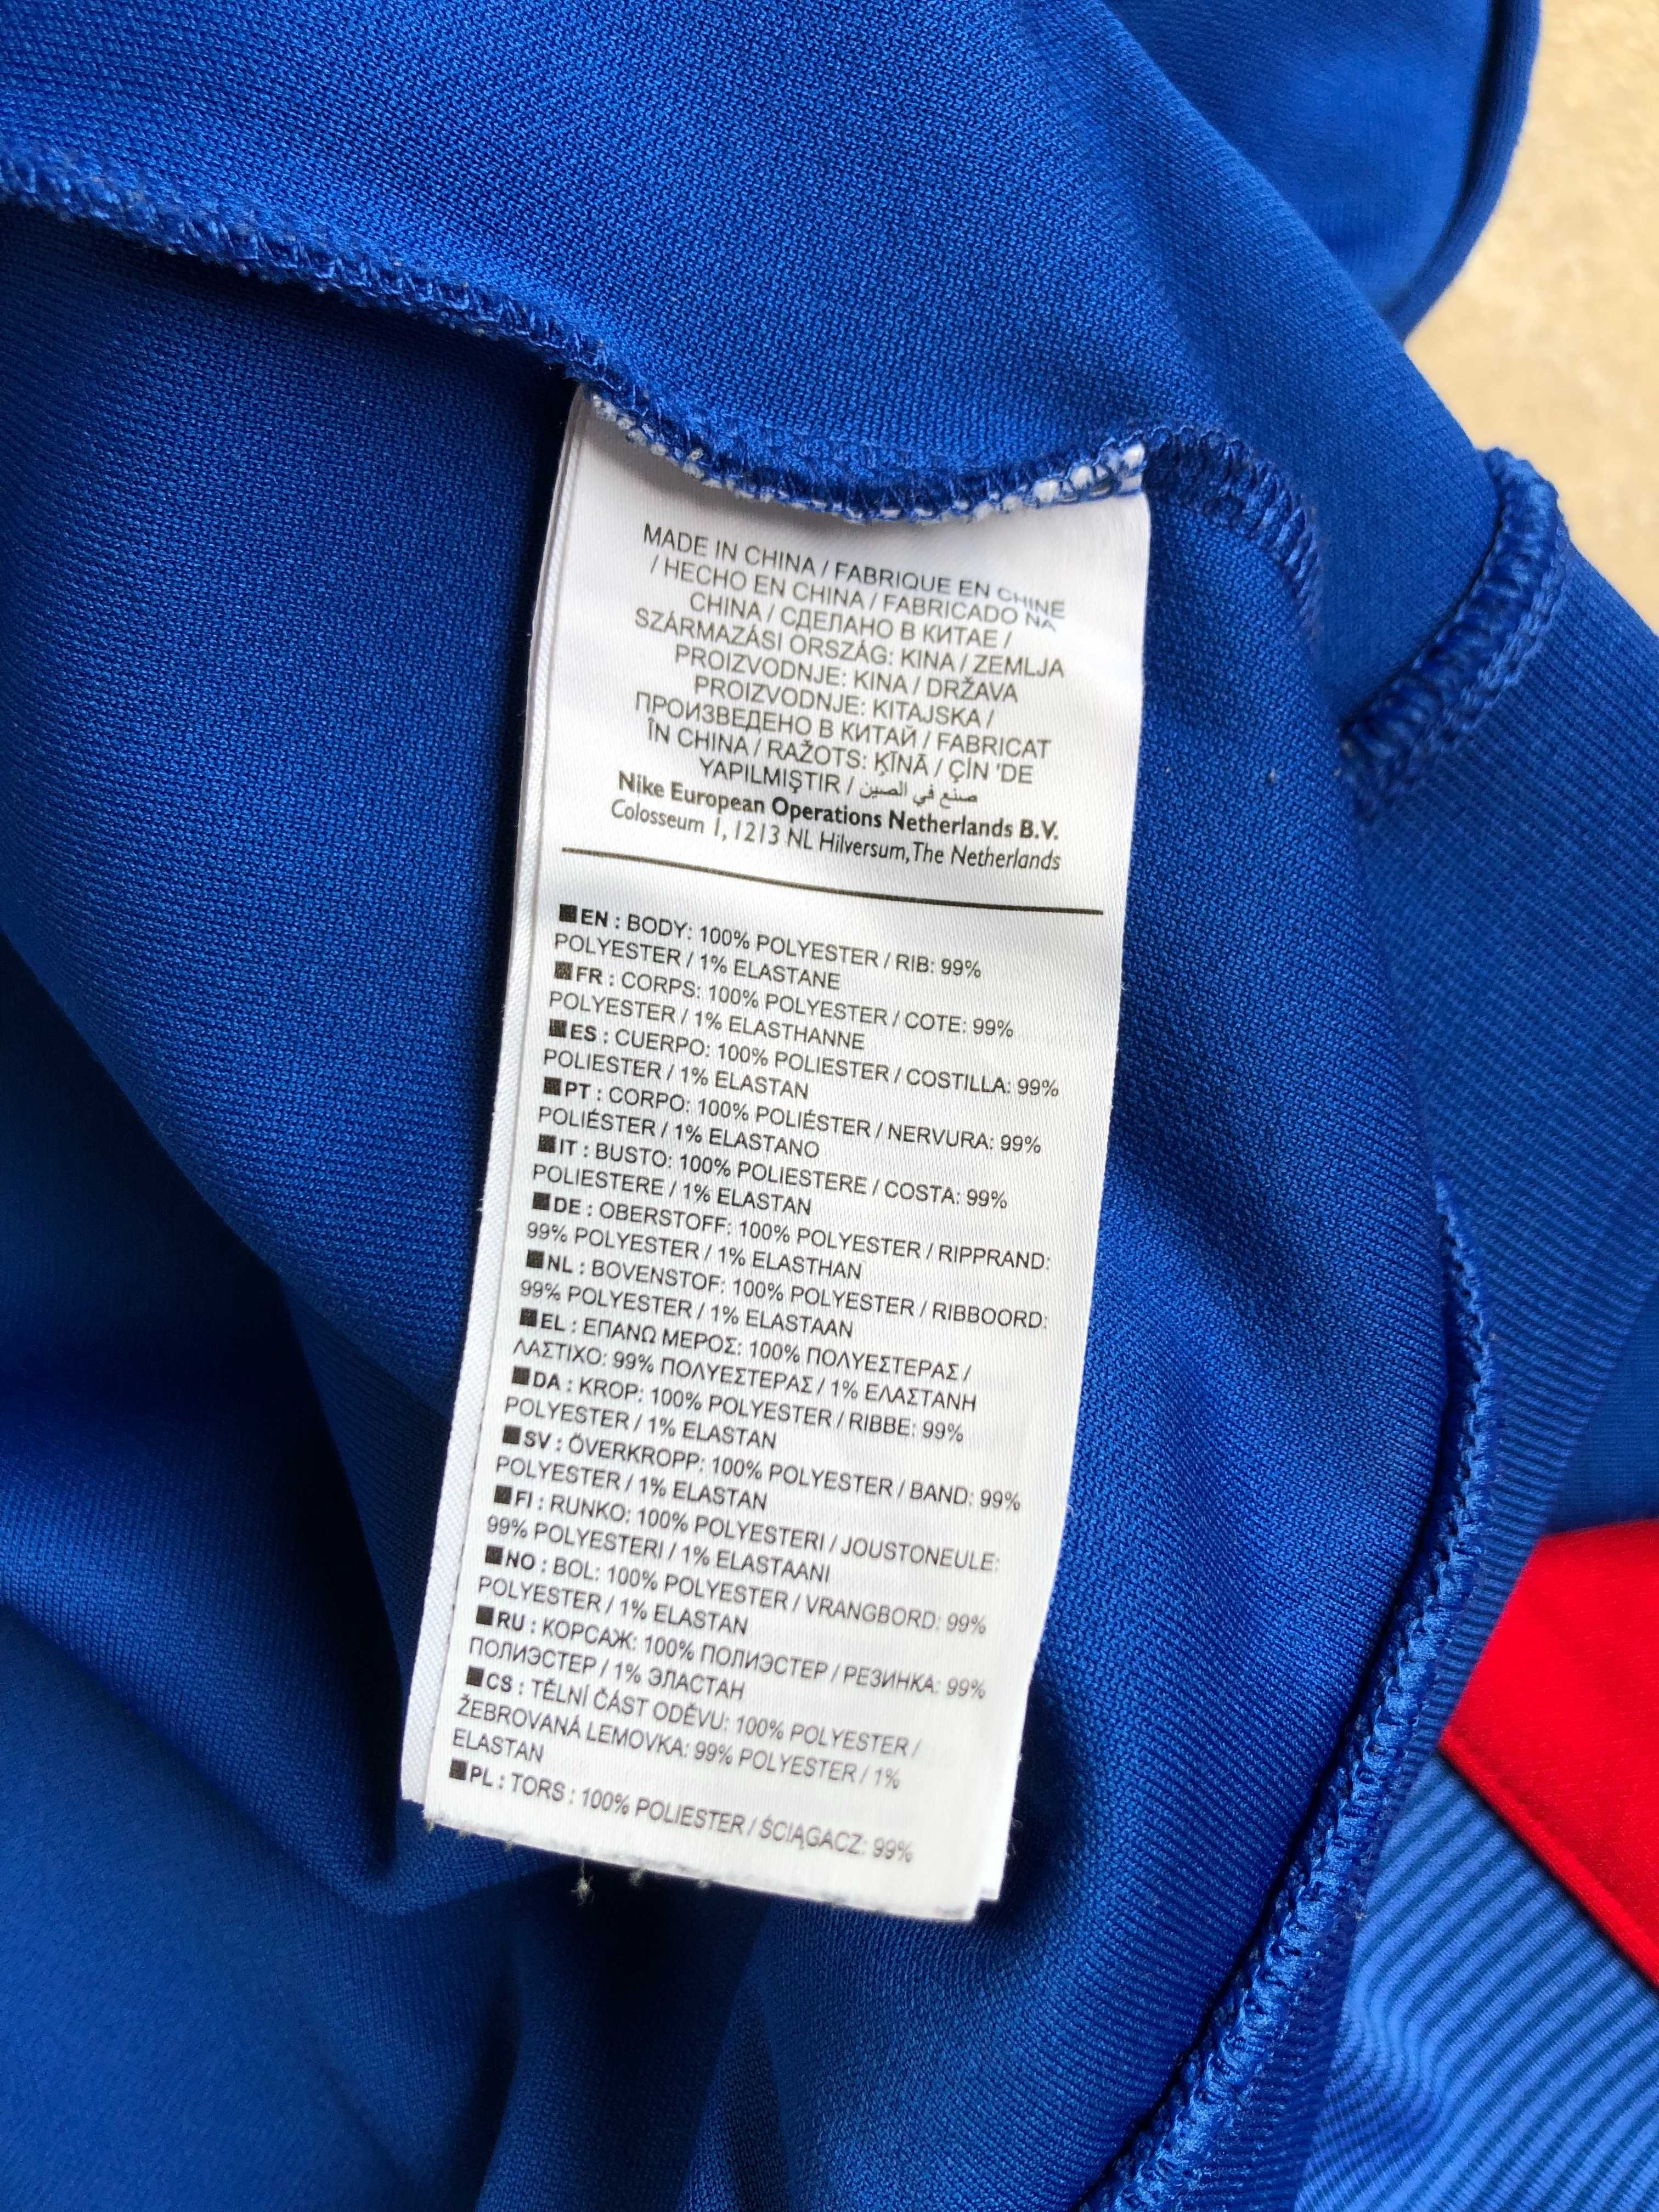 MADE IN CHINA / FABRIQUE EN CHINE
/ HECHO EN CHINA / FABRICADO NA
CHINA / СДЕЛАНО В КИТАЕ /
SZÁRMAZÁSI ORSZÁG: KINA / ZEMLJA
PROIZVODNJE: KINA / DRŽAVA
PROIZVODNJE: KITAJSKA /
ПРОИЗВЕДЕНО В КИТАЙ / FABRICAT
ÎN CHINA / RAŽOTS: ĶĪNĀ / ÇİN 'DE
YAPILMIŞTIR / صنع في الصين
Nike European Operations Netherlands B.V.
Colosseum 1, 1213 NL Hilversum, The Netherlands
EN : BODY: 100% POLYESTER / RIB: 99%
POLYESTER / 1% ELASTANE
FR : CORPS: 100% POLYESTER / COTE: 99%
POLYESTER / 1% ELASTHANNE
ES : CUERPO: 100% POLIESTER / COSTILLA: 99%
POLIESTER / 1% ELASTAN
PT : CORPO: 100% POLIÉSTER / NERVURA: 99%
POLIÉSTER / 1% ELASTANO
IT : BUSTO: 100% POLIESTERE / COSTA: 99%
POLIESTERE / 1% ELASTAN
DE : OBERSTOFF: 100% POLYESTER / RIPPRAND:
99% POLYESTER / 1% ELASTHAN
NL : BOVENSTOF: 100% POLYESTER / RIBBOORD:
99% POLYESTER / 1% ELASTAAN
EL : ΕΠΑΝΩ ΜΕΡΟΣ: 100% ΠΟΛΥΕΣΤΕΡΑΣ /
ΛΑΣΤΙΧΟ: 99% ΠΟΛΥΕΣΤΕΡΑΣ / 1% ΕΛΑΣΤΑΝΗ
DA : KROP: 100% POLYESTER / RIBBE: 99%
POLYESTER / 1% ELASTAN
SV : ÖVERKROPP: 100% POLYESTER / BAND: 99%
POLYESTER / 1% ELASTAN
FI : RUNKO: 100% POLYESTERI / JOUSTONEULE:
99% POLYESTERI / 1% ELASTAANI
NO : BOL: 100% POLYESTER / VRANGBORD: 99%
POLYESTER / 1% ELASTAN
RU : КОРСАЖ: 100% ПОЛИЭСТЕР / РЕЗИНКА: 99%
ПОЛИЭСТЕР / 1% ЭЛАСТАН
CS : TĚLNÍ ČÁST ODĚVU: 100% POLYESTER /
ŽEBROVANÁ LEMOVKA: 99% POLYESTER / 1%
ELASTAN
PL : TORS : 100% POLIESTER / ŚCIĄGACZ: 99%